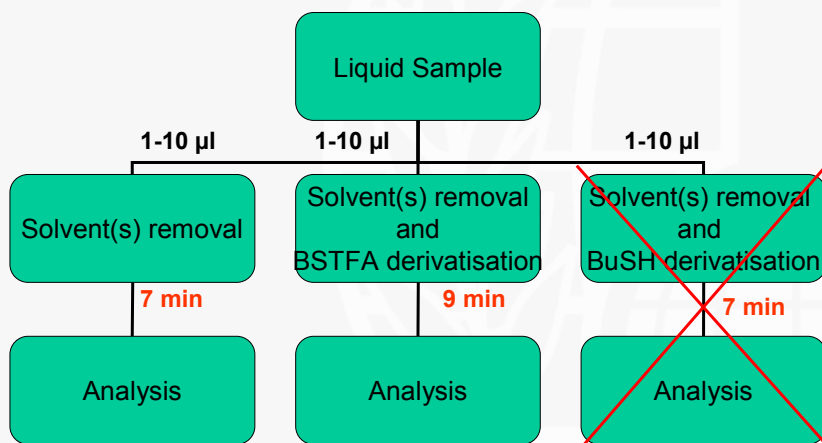 Liquid Sample
1-10 µl
1-10 µl
1-10 µl
Solvent(s) removal
Solvent(s) removal
and
BSTFA derivatisation
Solvent(s) removal
and
BuSH derivatisation
7 min
9 min
7 min
Analysis
Analysis
Analysis